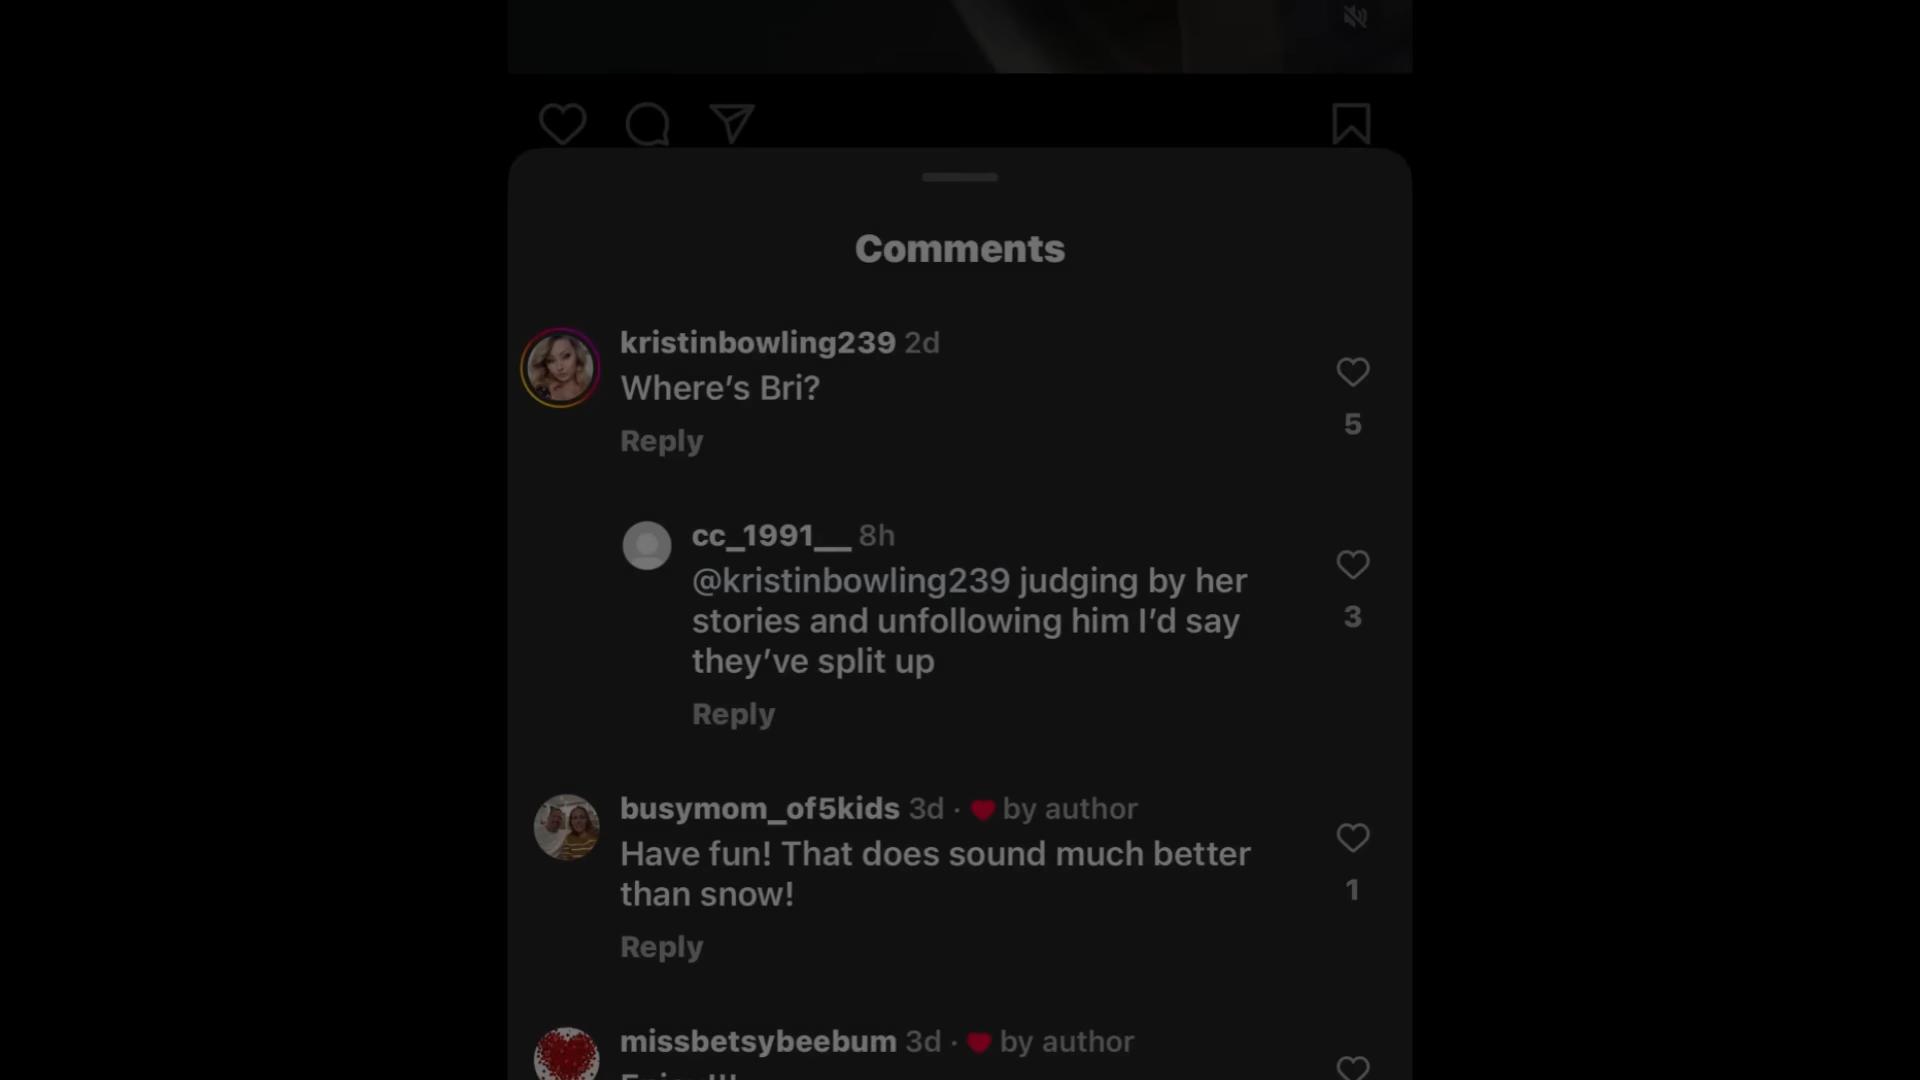 Comments
kristinbowling239 2d
Where’s Bri?
5
Reply
cc_1991__ 8h
@kristinbowling239 judging by her
stories and unfollowing him I’d say
they’ve split up
3
Reply
busymom_of5kids 3d · ❤️ by author
Have fun! That does sound much better
than snow!
1
Reply
missbetsybeebum 3d · ❤️ by author